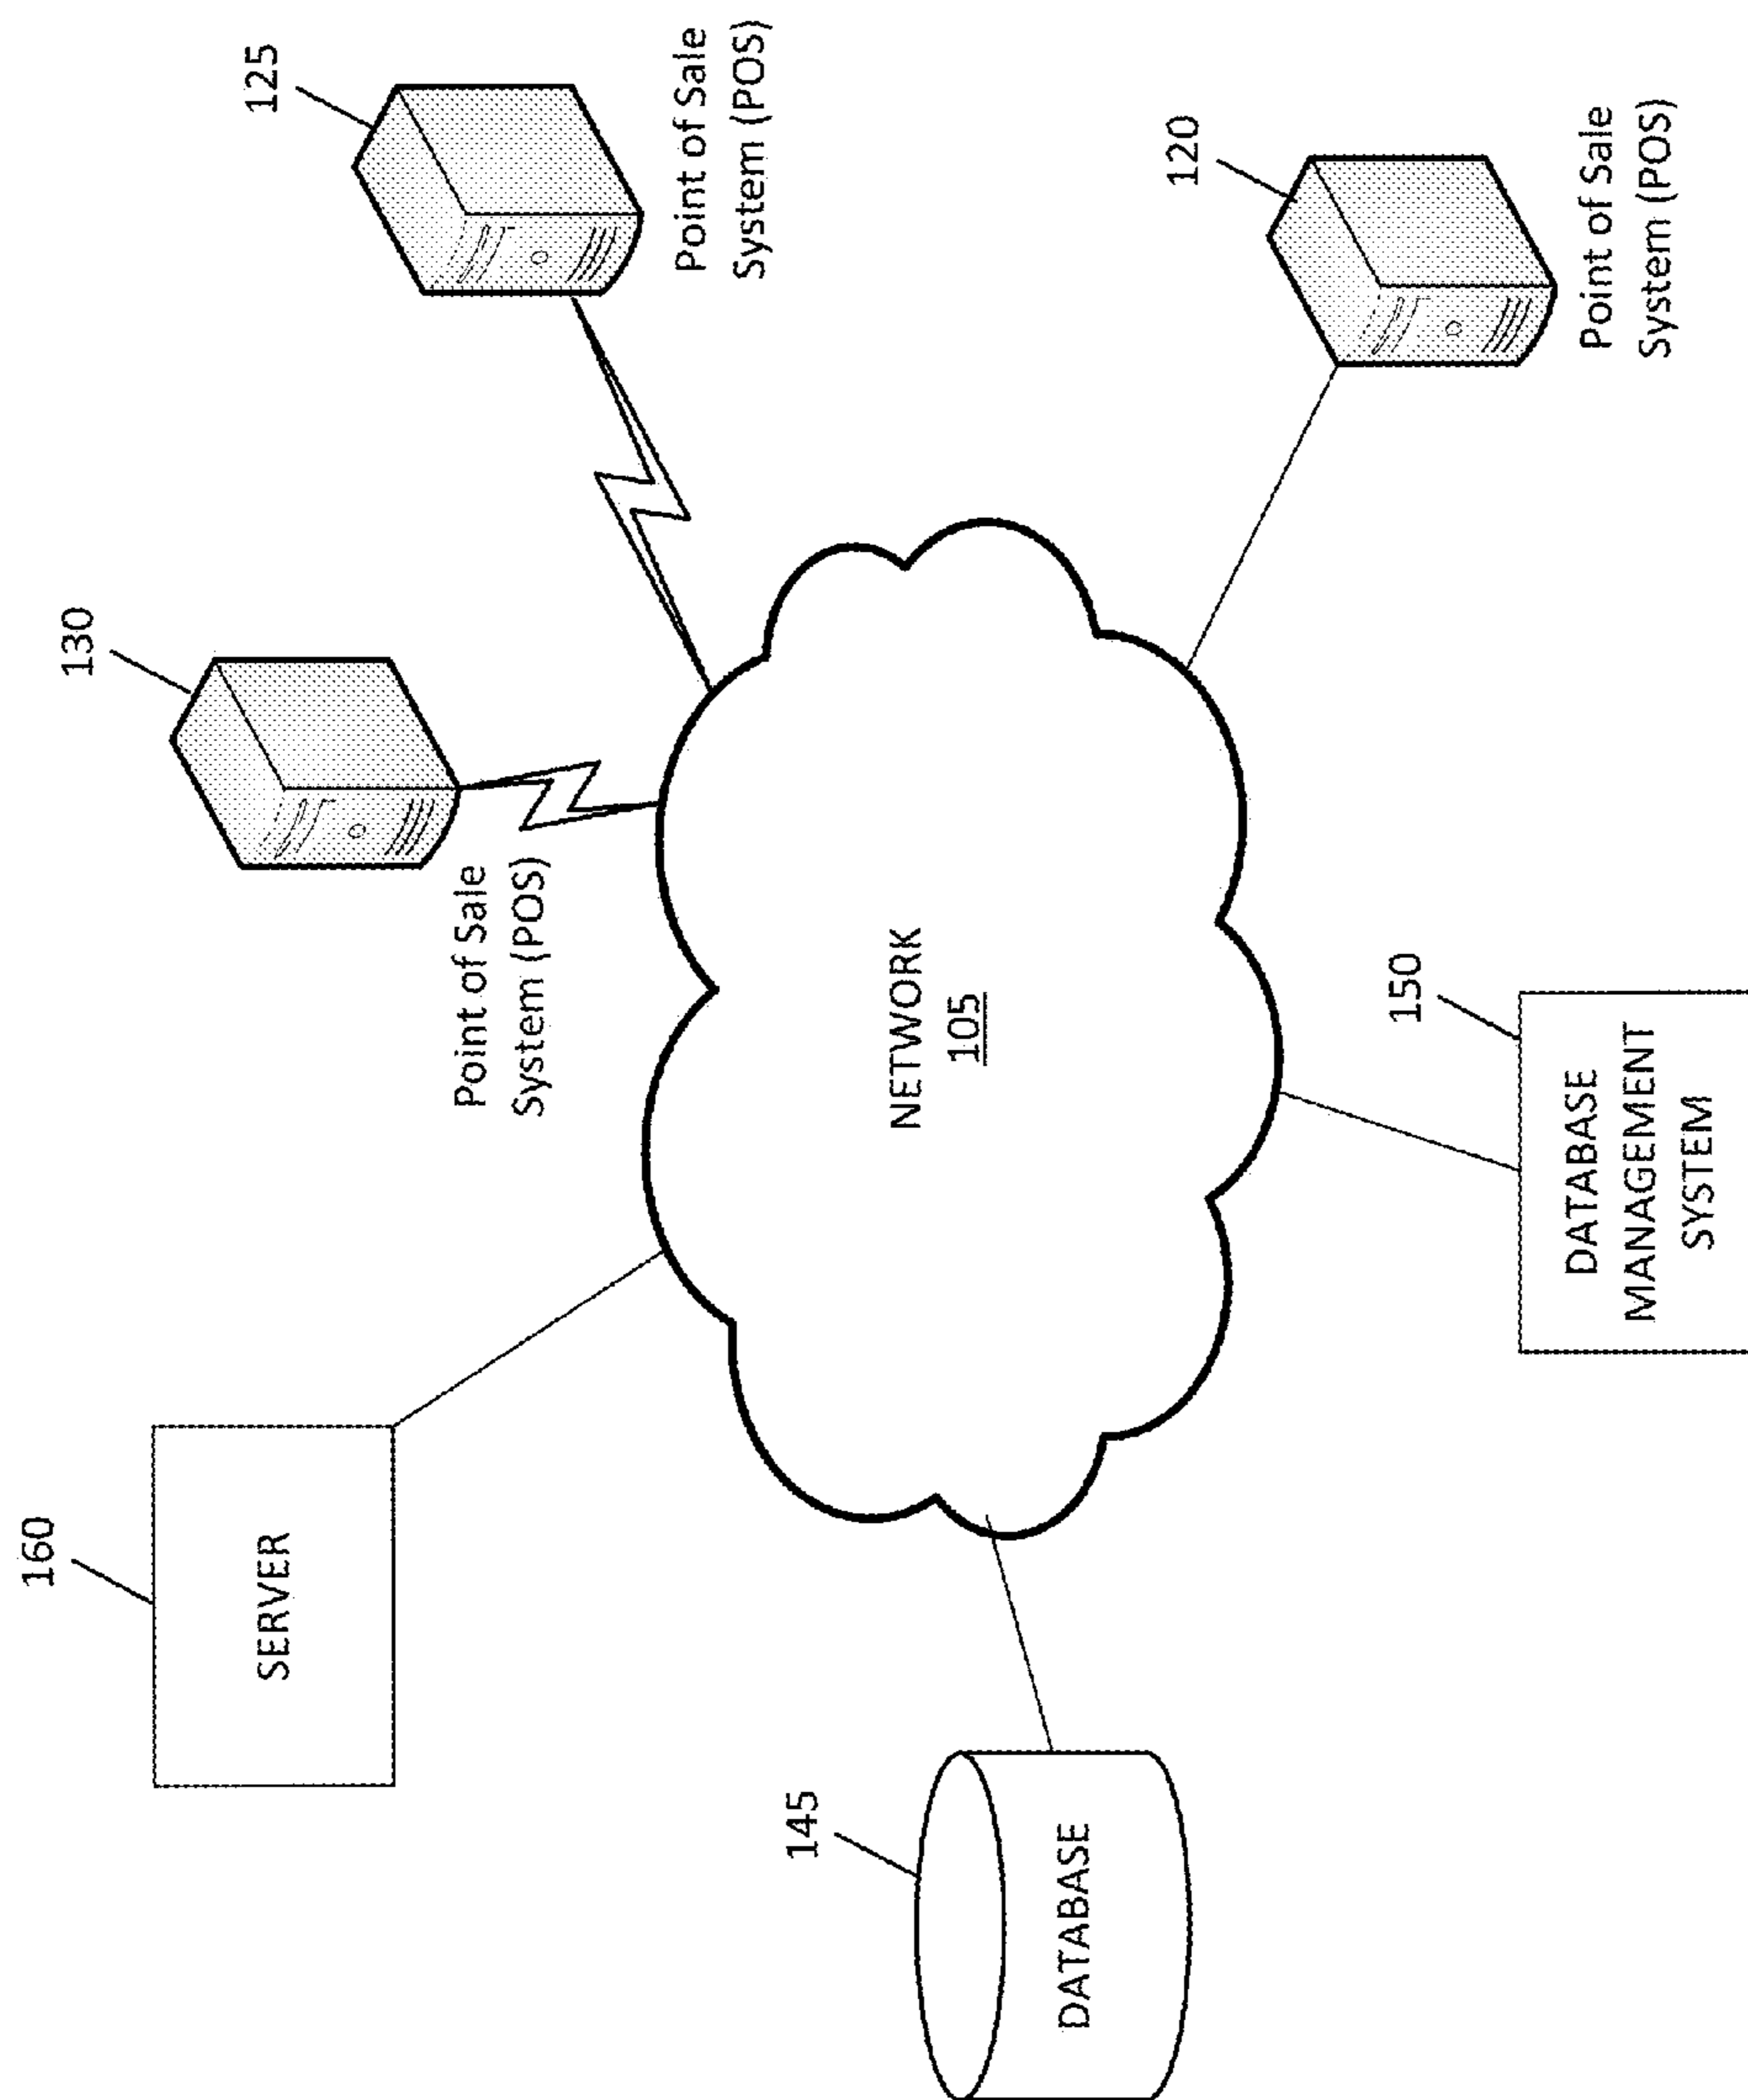 160
SERVER
130
Point of Sale
System (POS)
125
Point of Sale
System (POS)
NETWORK
105
145
DATABASE
150
DATABASE
MANAGEMENT
SYSTEM
120
Point of Sale
System (POS)